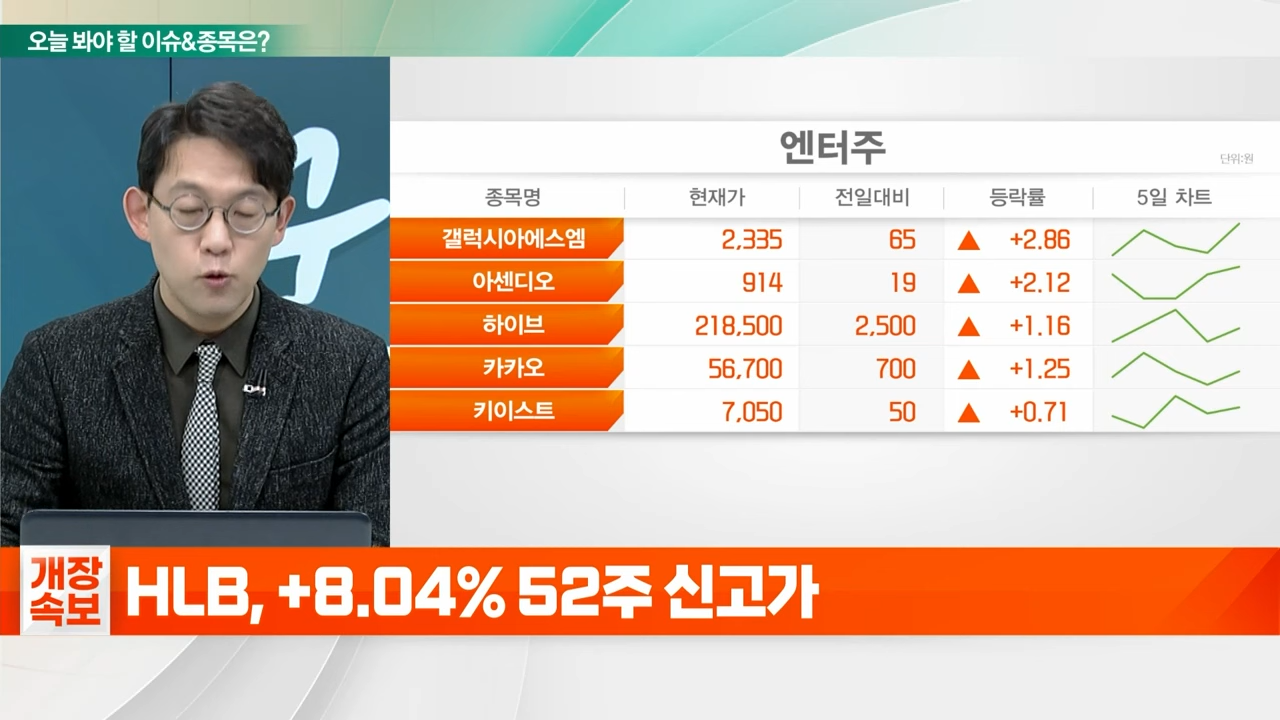 오늘 봐야 할 이슈&종목은?
엔터주
단위:원
종목명 현재가 전일대비 등락률 5일 차트
갤럭시아에스엠 2,335 65 ▲ +2.86
아센디오 914 19 ▲ +2.12
하이브 218,500 2,500 ▲ +1.16
카카오 56,700 700 ▲ +1.25
키이스트 7,050 50 ▲ +0.71
개장
속보
HLB, +8.04% 52주 신고가